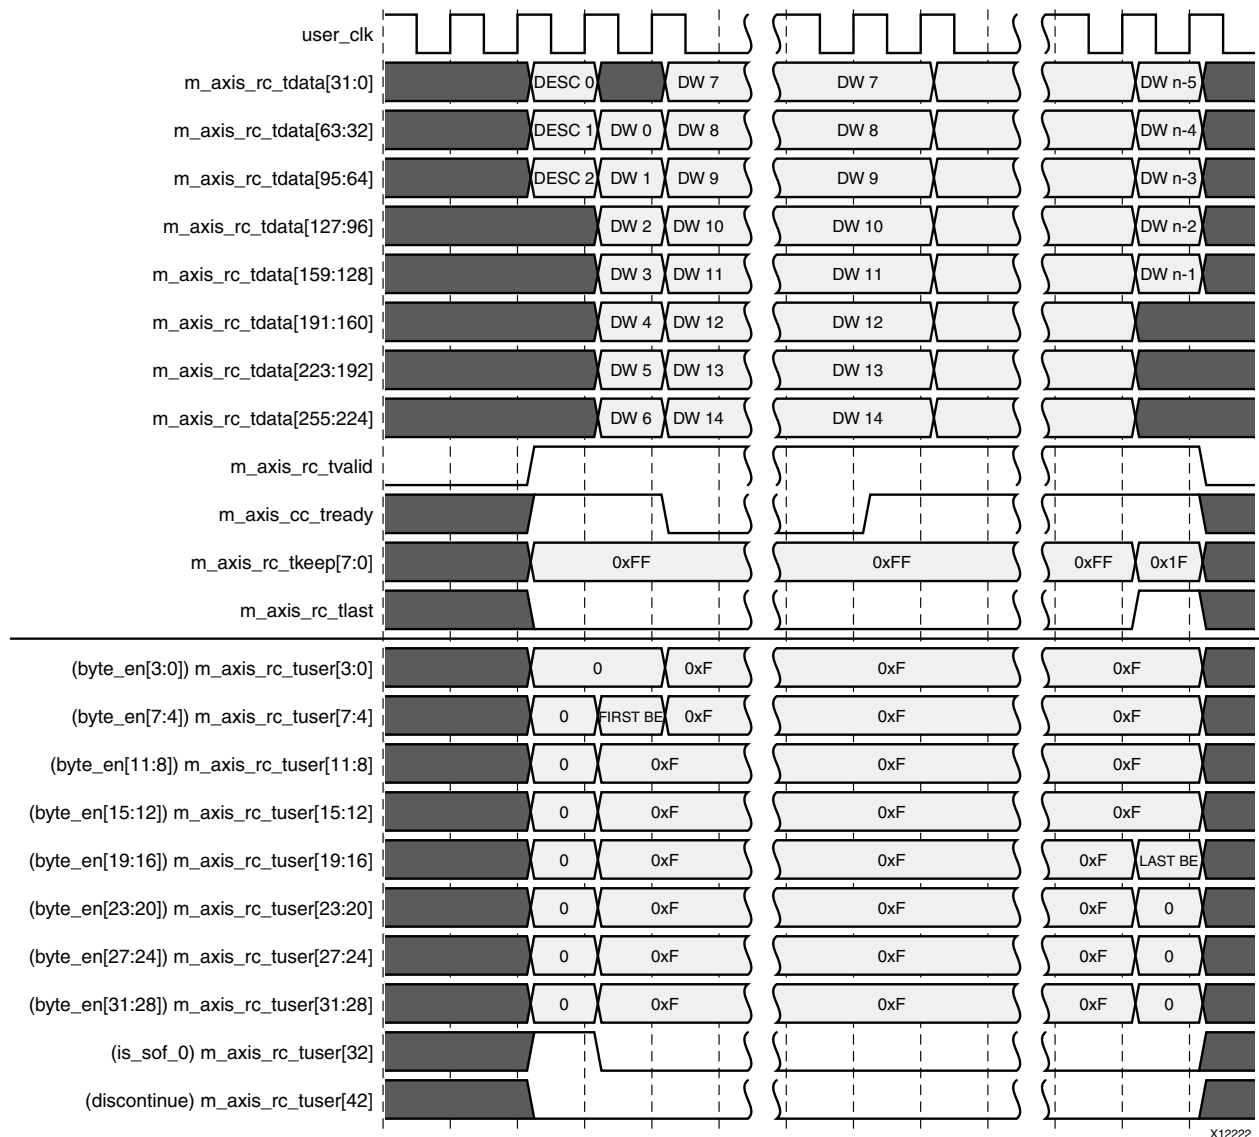 user_clk
m_axis_rc_tdata[31:0] DESC 0 DW 7 DW 7 DW n-5
m_axis_rc_tdata[63:32] DESC 1 DW 0 DW 8 DW 8 DW n-4
m_axis_rc_tdata[95:64] DESC 2 DW 1 DW 9 DW 9 DW n-3
m_axis_rc_tdata[127:96] DW 2 DW 10 DW 10 DW n-2
m_axis_rc_tdata[159:128] DW 3 DW 11 DW 11 DW n-1
m_axis_rc_tdata[191:160] DW 4 DW 12 DW 12
m_axis_rc_tdata[223:192] DW 5 DW 13 DW 13
m_axis_rc_tdata[255:224] DW 6 DW 14 DW 14
m_axis_rc_tvalid
m_axis_cc_tready
m_axis_rc_tkeep[7:0] 0xFF 0xFF 0xFF 0x1F
m_axis_rc_tlast
(byte_en[3:0]) m_axis_rc_tuser[3:0] 0 0xF 0xF 0xF
(byte_en[7:4]) m_axis_rc_tuser[7:4] 0 FIRST BE 0xF 0xF 0xF
(byte_en[11:8]) m_axis_rc_tuser[11:8] 0 0xF 0xF 0xF
(byte_en[15:12]) m_axis_rc_tuser[15:12] 0 0xF 0xF 0xF
(byte_en[19:16]) m_axis_rc_tuser[19:16] 0 0xF 0xF 0xF LAST BE
(byte_en[23:20]) m_axis_rc_tuser[23:20] 0 0xF 0xF 0xF 0
(byte_en[27:24]) m_axis_rc_tuser[27:24] 0 0xF 0xF 0xF 0
(byte_en[31:28]) m_axis_rc_tuser[31:28] 0 0xF 0xF 0xF 0
(is_sof_0) m_axis_rc_tuser[32]
(discontinue) m_axis_rc_tuser[42]
X12222